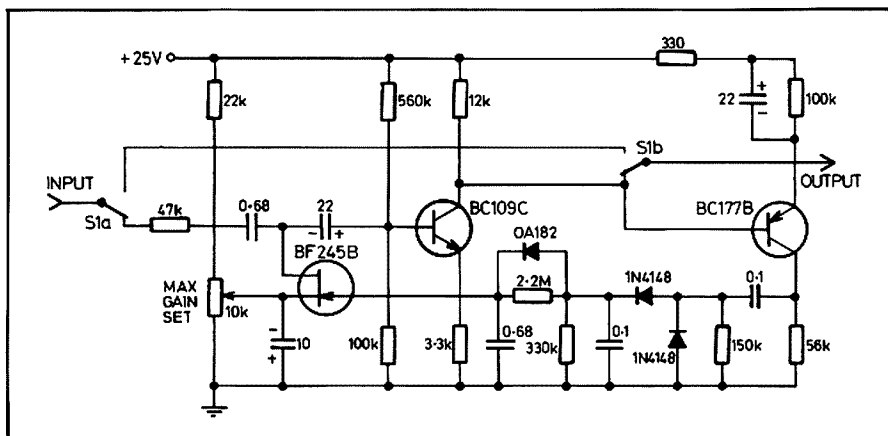 330
+25V
22k
560k
12k
22
+
-
100k
S1b
INPUT
OUTPUT
S1a
47k
0.68
22
- +
BC109C
BC177B
BF245B
OA182
MAX
GAIN
SET
10k
2.2M
1N4148
0.1
-
10
+
100k
3.3k
0.68
330k
0.1
1N4148
150k
56k